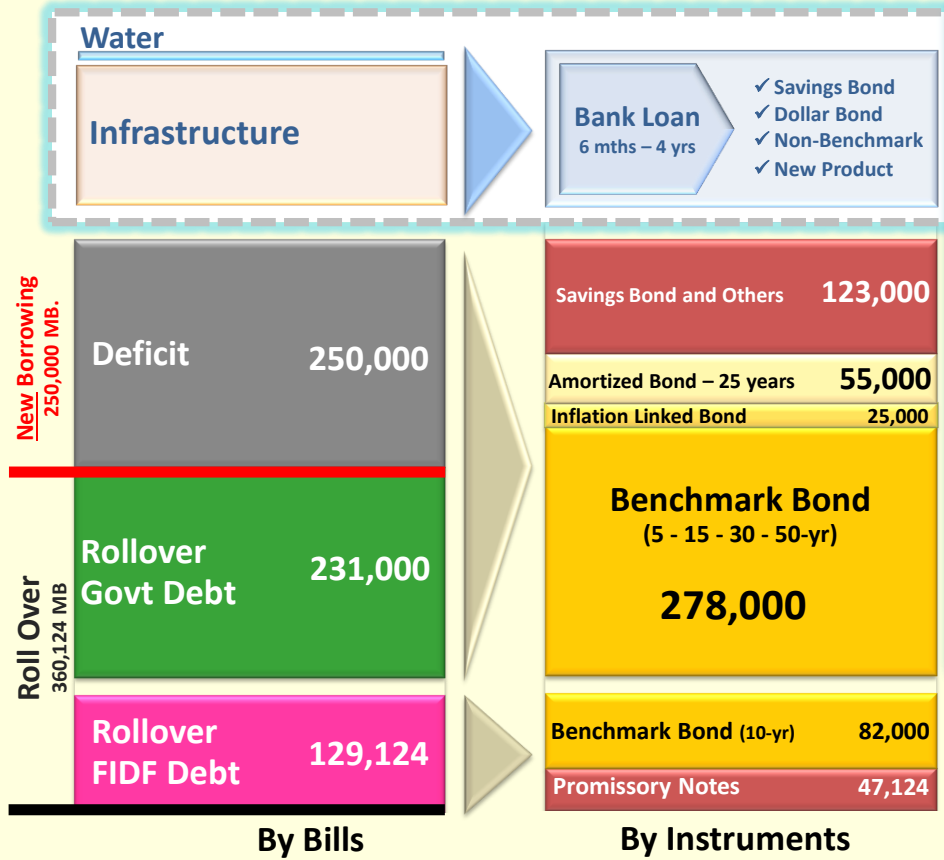 Water
Infrastructure
Bank Loan
6 mths – 4 yrs
✓ Savings Bond
✓ Dollar Bond
✓ Non-Benchmark
✓ New Product
New Borrowing
250,000 MB.
Deficit 250,000
Savings Bond and Others 123,000
Amortized Bond – 25 years 55,000
Inflation Linked Bond 25,000
Roll Over
360,124 MB
Rollover
Govt Debt 231,000
Benchmark Bond
(5 - 15 - 30 - 50-yr)
278,000
Rollover
FIDF Debt 129,124
Benchmark Bond (10-yr) 82,000
Promissory Notes 47,124
By Bills
By Instruments